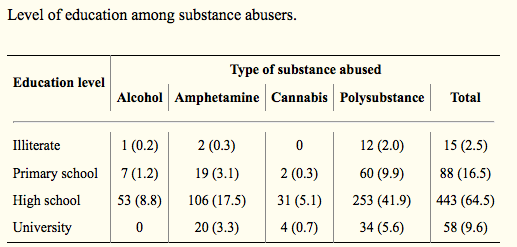 Level of education among substance abusers.
Education level
Type of substance abused
Alcohol Amphetamine Cannabis Polysubstance Total
Illiterate 1 (0.2) 2 (0.3) 0 12 (2.0) 15 (2.5)
Primary school 7 (1.2) 19 (3.1) 2 (0.3) 60 (9.9) 88 (16.5)
High school 53 (8.8) 106 (17.5) 31 (5.1) 253 (41.9) 443 (64.5)
University 0 20 (3.3) 4 (0.7) 34 (5.6) 58 (9.6)